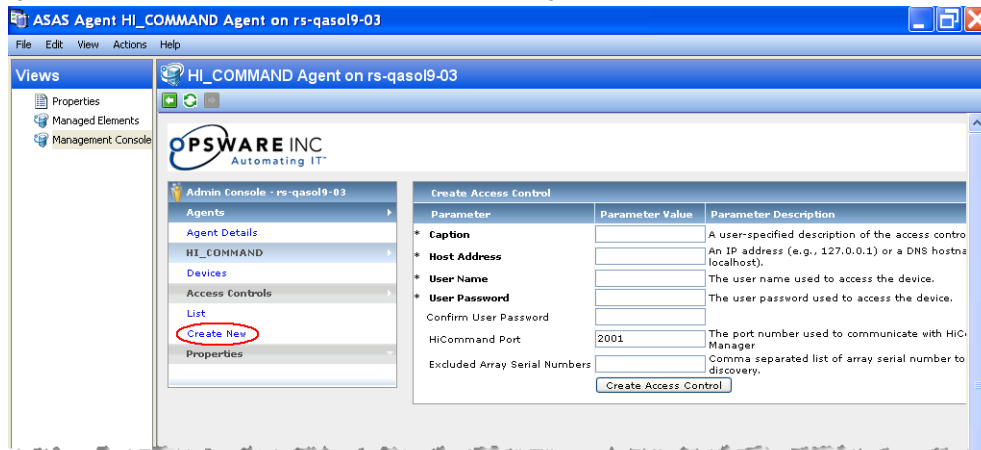 ASAS Agent HI_COMMAND Agent on rs-qasol9-03
File Edit View Actions Help
Views
Properties
Managed Elements
Management Console
HI_COMMAND Agent on rs-qasol9-03
OPSWARE INC
Automating IT™
Admin Console - rs-qasol9-03
Agents
Agent Details
HI_COMMAND
Devices
Access Controls
List
Create New
Properties
Create Access Control
Parameter Parameter Value Parameter Description
* Caption A user-specified description of the access contro
* Host Address An IP address (e.g., 127.0.0.1) or a DNS hostna
localhost).
* User Name The user name used to access the device.
* User Password The user password used to access the device.
Confirm User Password
HiCommand Port 2001 The port number used to communicate with HiC
Manager
Excluded Array Serial Numbers Comma separated list of array serial number to
discovery.
Create Access Control